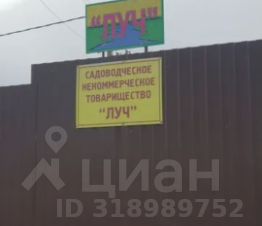 "ЛУЧ"
САДОВОДЧЕСКОЕ
НЕКОММЕРЧЕСКОЕ
ТОВАРИЩЕСТВО
"ЛУЧ"
циан
ID 318989752